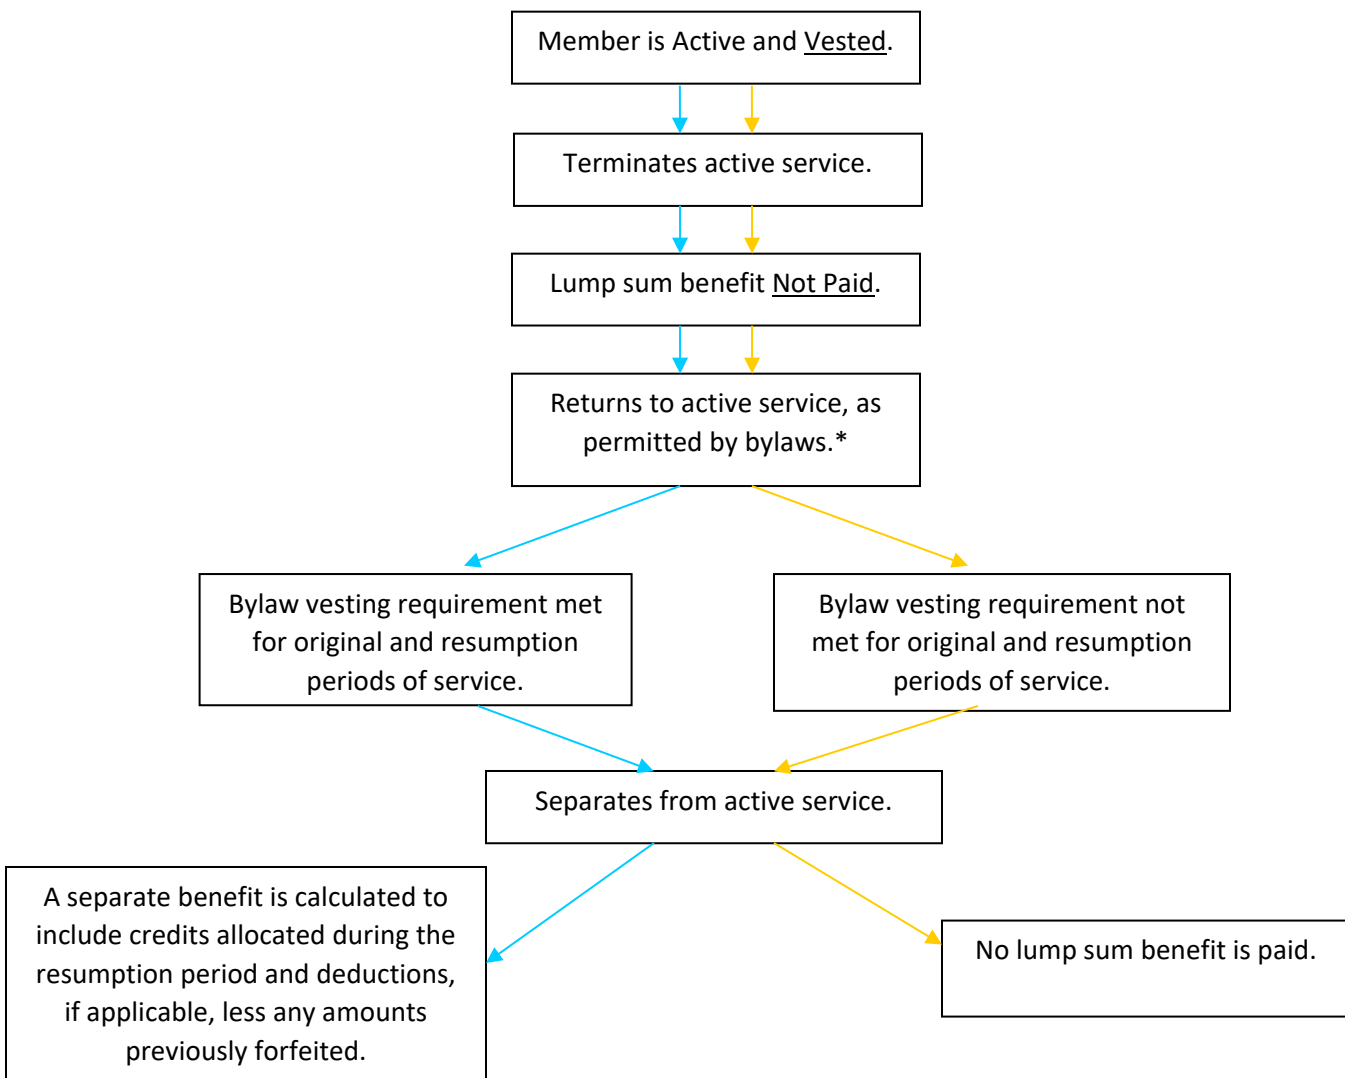 Member is Active and Vested.
Terminates active service.
Lump sum benefit Not Paid.
Returns to active service, as
permitted by bylaws.*
Bylaw vesting requirement met
for original and resumption
periods of service.
Bylaw vesting requirement not
met for original and resumption
periods of service.
Separates from active service.
A separate benefit is calculated to
include credits allocated during the
resumption period and deductions,
if applicable, less any amounts
previously forfeited.
No lump sum benefit is paid.